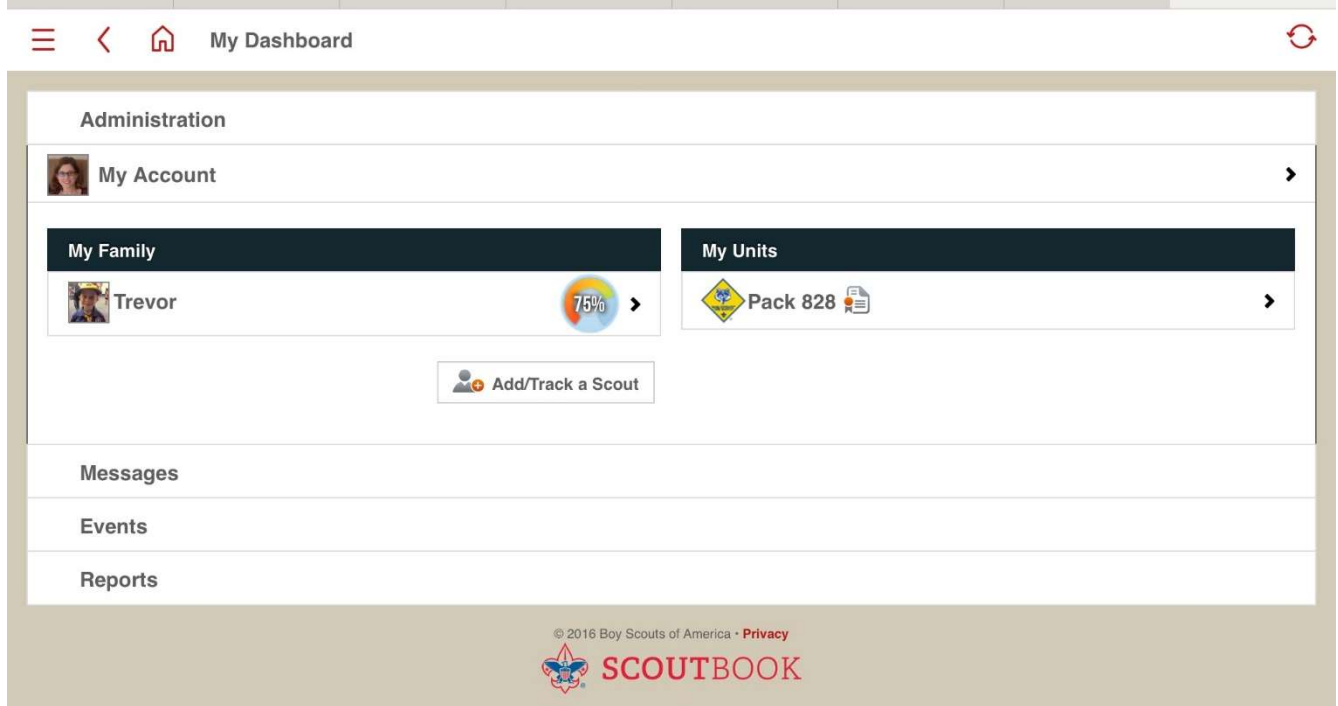 My Dashboard
Administration
My Account
My Family
Trevor
75%
Add/Track a Scout
My Units
Pack 828
Messages
Events
Reports
© 2016 Boy Scouts of America · Privacy
SCOUTBOOK